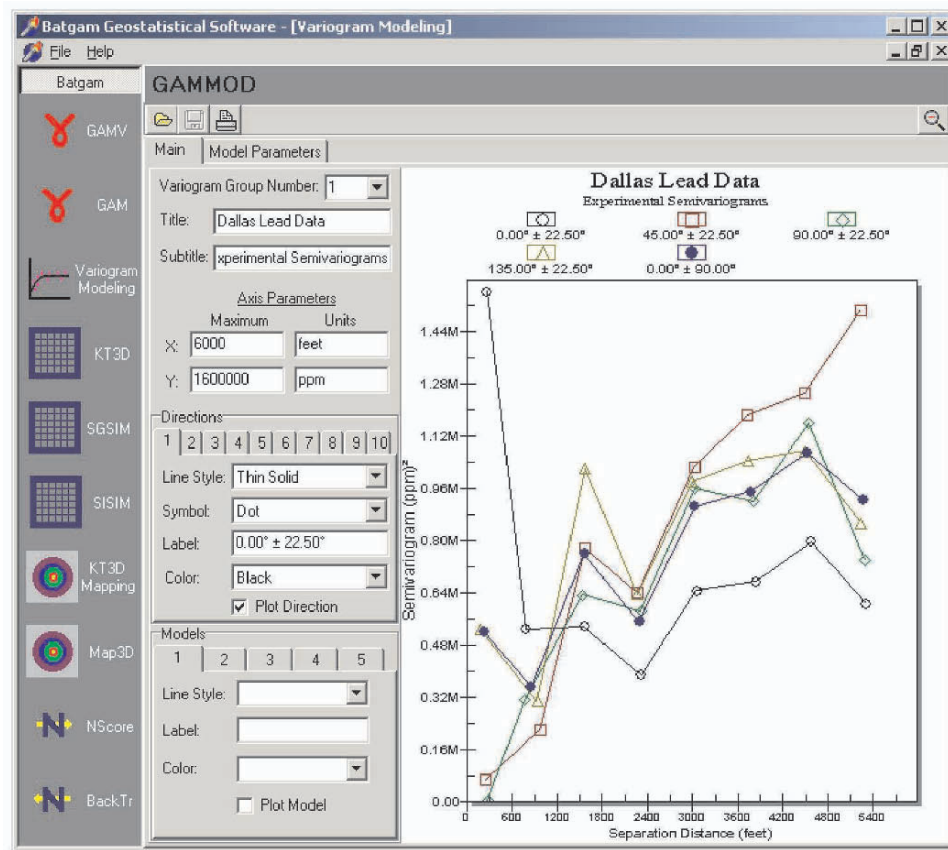 Batgam Geostatistical Software - [Variogram Modeling]
File Help
Batgam
GAMV
GAM
Variogram
Modeling
KT3D
SGSIM
SISIM
KT3D
Mapping
Map3D
NScore
BackTr
GAMMOD
Main Model Parameters
Variogram Group Number: 1
Title: Dallas Lead Data
Subtitle: xperimental Semivariograms
Axis Parameters
Maximum Units
X: 6000 feet
Y: 1600000 ppm
Directions
1 2 3 4 5 6 7 8 9 10
Line Style: Thin Solid
Symbol: Dot
Label: 0.00° ± 22.50°
Color: Black
Plot Direction
Models
1 2 3 4 5
Line Style:
Label:
Color:
Plot Model
Dallas Lead Data
Experimental Semivariograms
0.00° ± 22.50° 45.00° ± 22.50° 90.00° ± 22.50°
135.00° ± 22.50° 0.00° ± 90.00°
Semivariogram (ppm)²
1.44M
1.28M
1.12M
0.96M
0.80M
0.64M
0.48M
0.32M
0.16M
0.00
0 600 1200 1800 2400 3000 3600 4200 4800 5400
Separation Distance (feet)